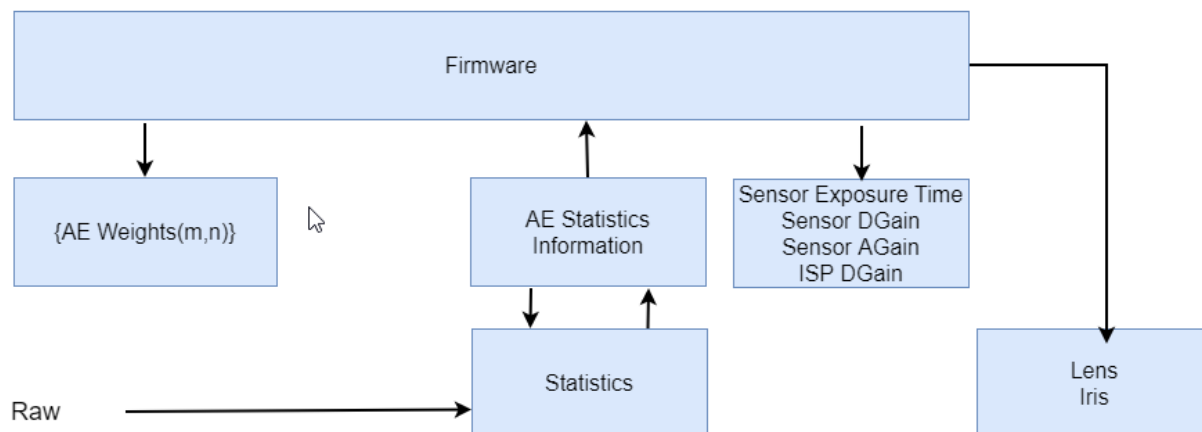 Firmware
{AE Weights(m,n)}
AE Statistics
Information
Sensor Exposure Time
Sensor DGain
Sensor AGain
ISP DGain
Statistics
Lens
Iris
Raw